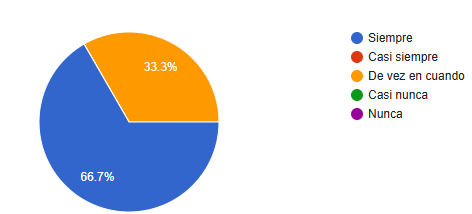 33.3%
66.7%
Siempre
Casi siempre
De vez en cuando
Casi nunca
Nunca